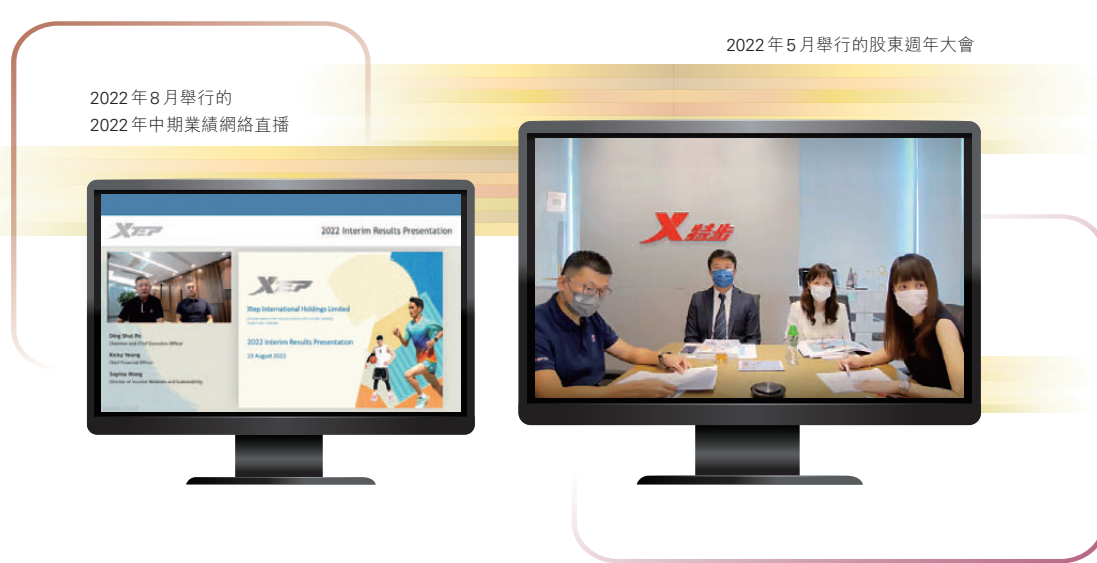 2022年5月舉行的股東週年大會
2022年8月舉行的
2022年中期業績網絡直播
XTEP
2022 Interim Results Presentation
XTEP
Xtep International Holdings Limited
2022 Interim Results Presentation
23 August 2022
Ding Shui Po
Chairman and Chief Executive Officer
Ricky Yeung
Chief Financial Officer
Sophie Wang
Director of Investor Relations and Sustainability
X特步